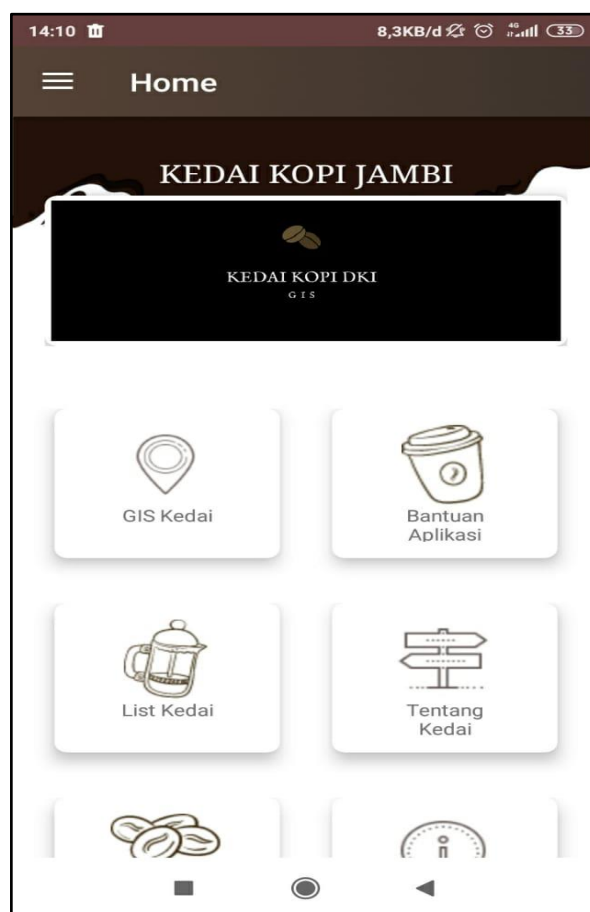 14:10 8,3KB/d 4G 33
Home
KEDAI KOPI JAMBI
KEDAI KOPI DKI
GIS
GIS Kedai
Bantuan
Aplikasi
List Kedai
Tentang
Kedai